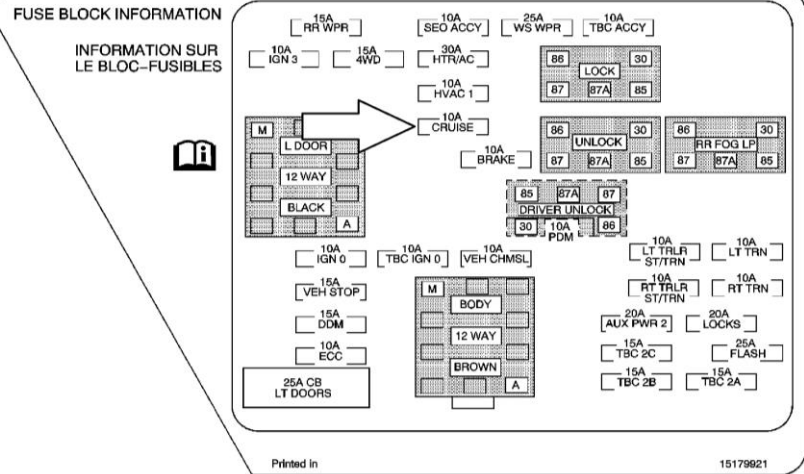 FUSE BLOCK INFORMATION
INFORMATION SUR
LE BLOC-FUSIBLES
15A
RR WPR
10A
SEO ACCY
25A
WS WPR
10A
TBC ACCY
10A
IGN 3
15A
4WD
30A
HTR/AC
86
30
LOCK
87
87A
85
10A
HVAC 1
10A
CRUISE
M
L DOOR
12 WAY
BLACK
A
10A
BRAKE
86
30
UNLOCK
87
87A
85
86
30
RR FOG LP
87
87A
85
85
87A
87
DRIVER UNLOCK
30
10A
PDM
86
10A
IGN 0
10A
TBC IGN 0
10A
VEH CHMSL
10A
LT TRLR
ST/TRN
10A
LT TRN
15A
VEH STOP
M
BODY
12 WAY
BROWN
A
10A
RT TRLR
ST/TRN
10A
RT TRN
15A
DDM
20A
AUX PWR 2
20A
LOCKS
10A
ECC
15A
TBC 2C
25A
FLASH
25A CB
LT DOORS
15A
TBC 2B
15A
TBC 2A
Printed in
15179921